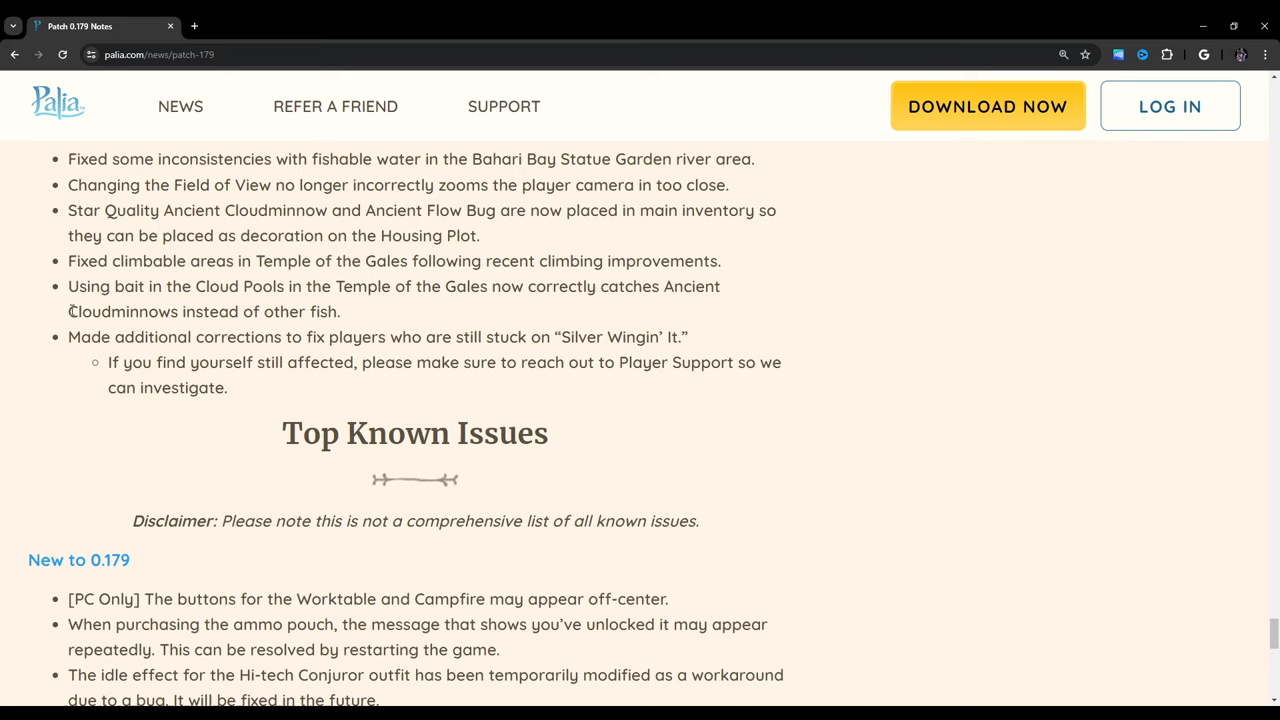 Patch 0.179 Notes
palia.com/news/patch-179
Palia
NEWS
REFER A FRIEND
SUPPORT
DOWNLOAD NOW
LOG IN
• Fixed some inconsistencies with fishable water in the Bahari Bay Statue Garden river area.
• Changing the Field of View no longer incorrectly zooms the player camera in too close.
• Star Quality Ancient Cloudminnow and Ancient Flow Bug are now placed in main inventory so
they can be placed as decoration on the Housing Plot.
• Fixed climbable areas in Temple of the Gales following recent climbing improvements.
• Using bait in the Cloud Pools in the Temple of the Gales now correctly catches Ancient
Cloudminnows instead of other fish.
• Made additional corrections to fix players who are still stuck on “Silver Wingin’ It.”
○ If you find yourself still affected, please make sure to reach out to Player Support so we
can investigate.
Top Known Issues
Disclaimer: Please note this is not a comprehensive list of all known issues.
New to 0.179
• [PC Only] The buttons for the Worktable and Campfire may appear off-center.
• When purchasing the ammo pouch, the message that shows you’ve unlocked it may appear
repeatedly. This can be resolved by restarting the game.
• The idle effect for the Hi-tech Conjuror outfit has been temporarily modified as a workaround
due to a bug. It will be fixed in the future.